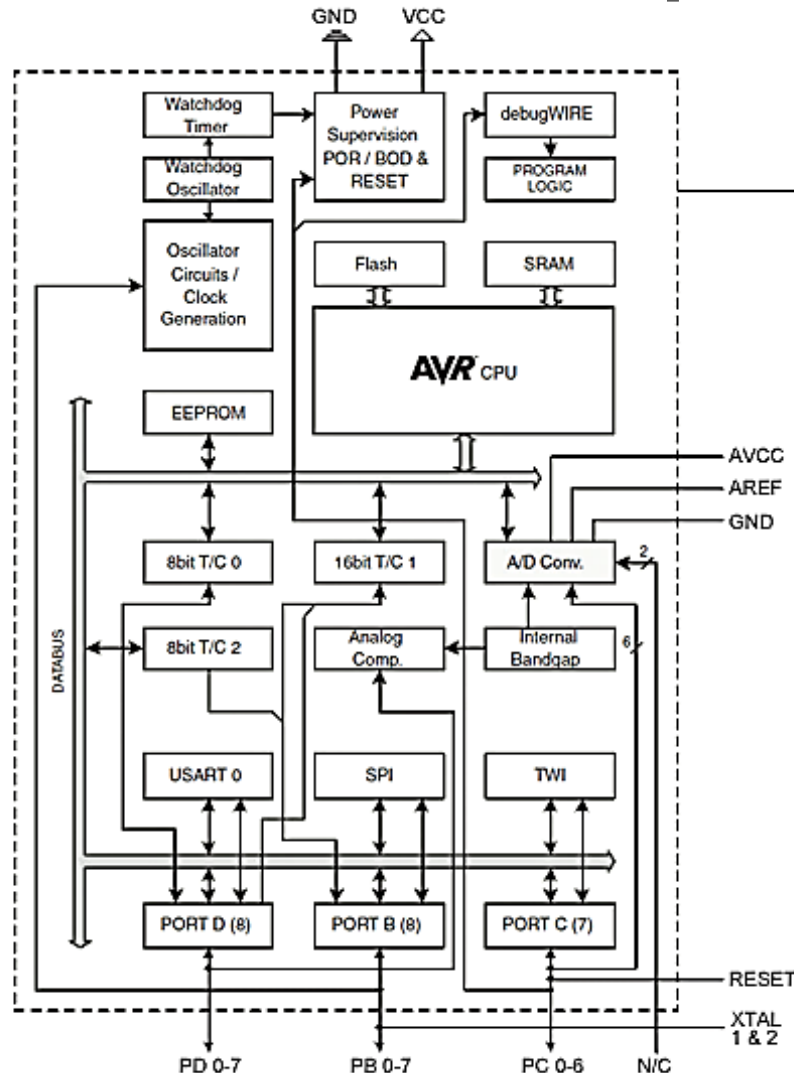 GND VCC
Watchdog
Timer
Power
Supervision
POR / BOD &
RESET
debugWIRE
Watchdog
Oscillator
PROGRAM
LOGIC
Oscillator
Circuits /
Clock
Generation
Flash
SRAM
AVR CPU
EEPROM
AVCC
AREF
GND
8bit T/C 0
16bit T/C 1
A/D Conv.
2
DATABUS
8bit T/C 2
Analog
Comp.
Internal
Bandgap
6
USART 0
SPI
TWI
PORT D (8)
PORT B (8)
PORT C (7)
RESET
XTAL
1 & 2
PD 0-7
PB 0-7
PC 0-6
N/C